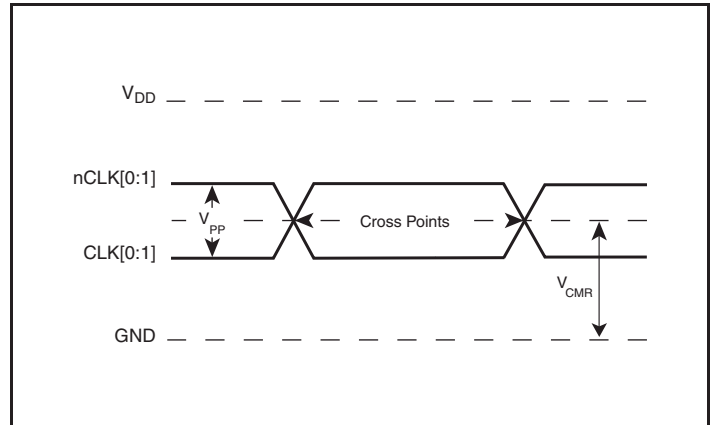 VDD
nCLK[0:1]
VPP
Cross Points
CLK[0:1]
VCMR
GND